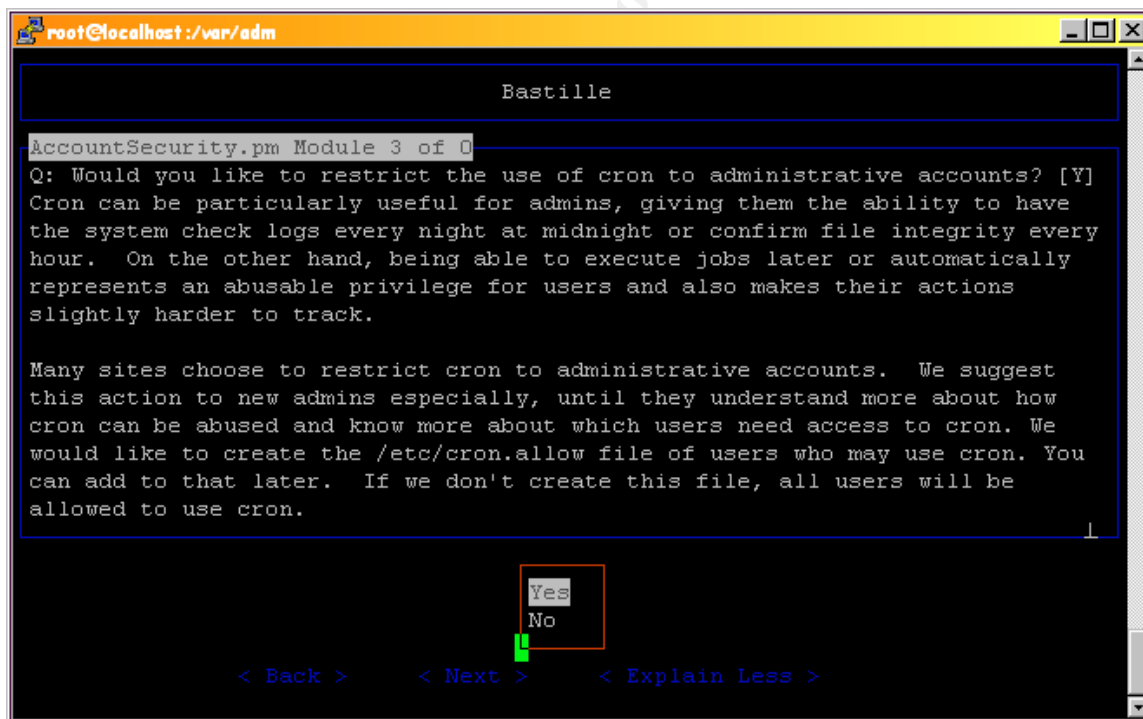 root@localhost:/var/adm
Bastille
AccountSecurity.pm Module 3 of 0
Q: Would you like to restrict the use of cron to administrative accounts? [Y]
Cron can be particularly useful for admins, giving them the ability to have
the system check logs every night at midnight or confirm file integrity every
hour.  On the other hand, being able to execute jobs later or automatically
represents an abusable privilege for users and also makes their actions
slightly harder to track.
Many sites choose to restrict cron to administrative accounts.  We suggest
this action to new admins especially, until they understand more about how
cron can be abused and know more about which users need access to cron. We
would like to create the /etc/cron.allow file of users who may use cron. You
can add to that later.  If we don't create this file, all users will be
allowed to use cron.
Yes
No
< Back > < Next > < Explain Less >